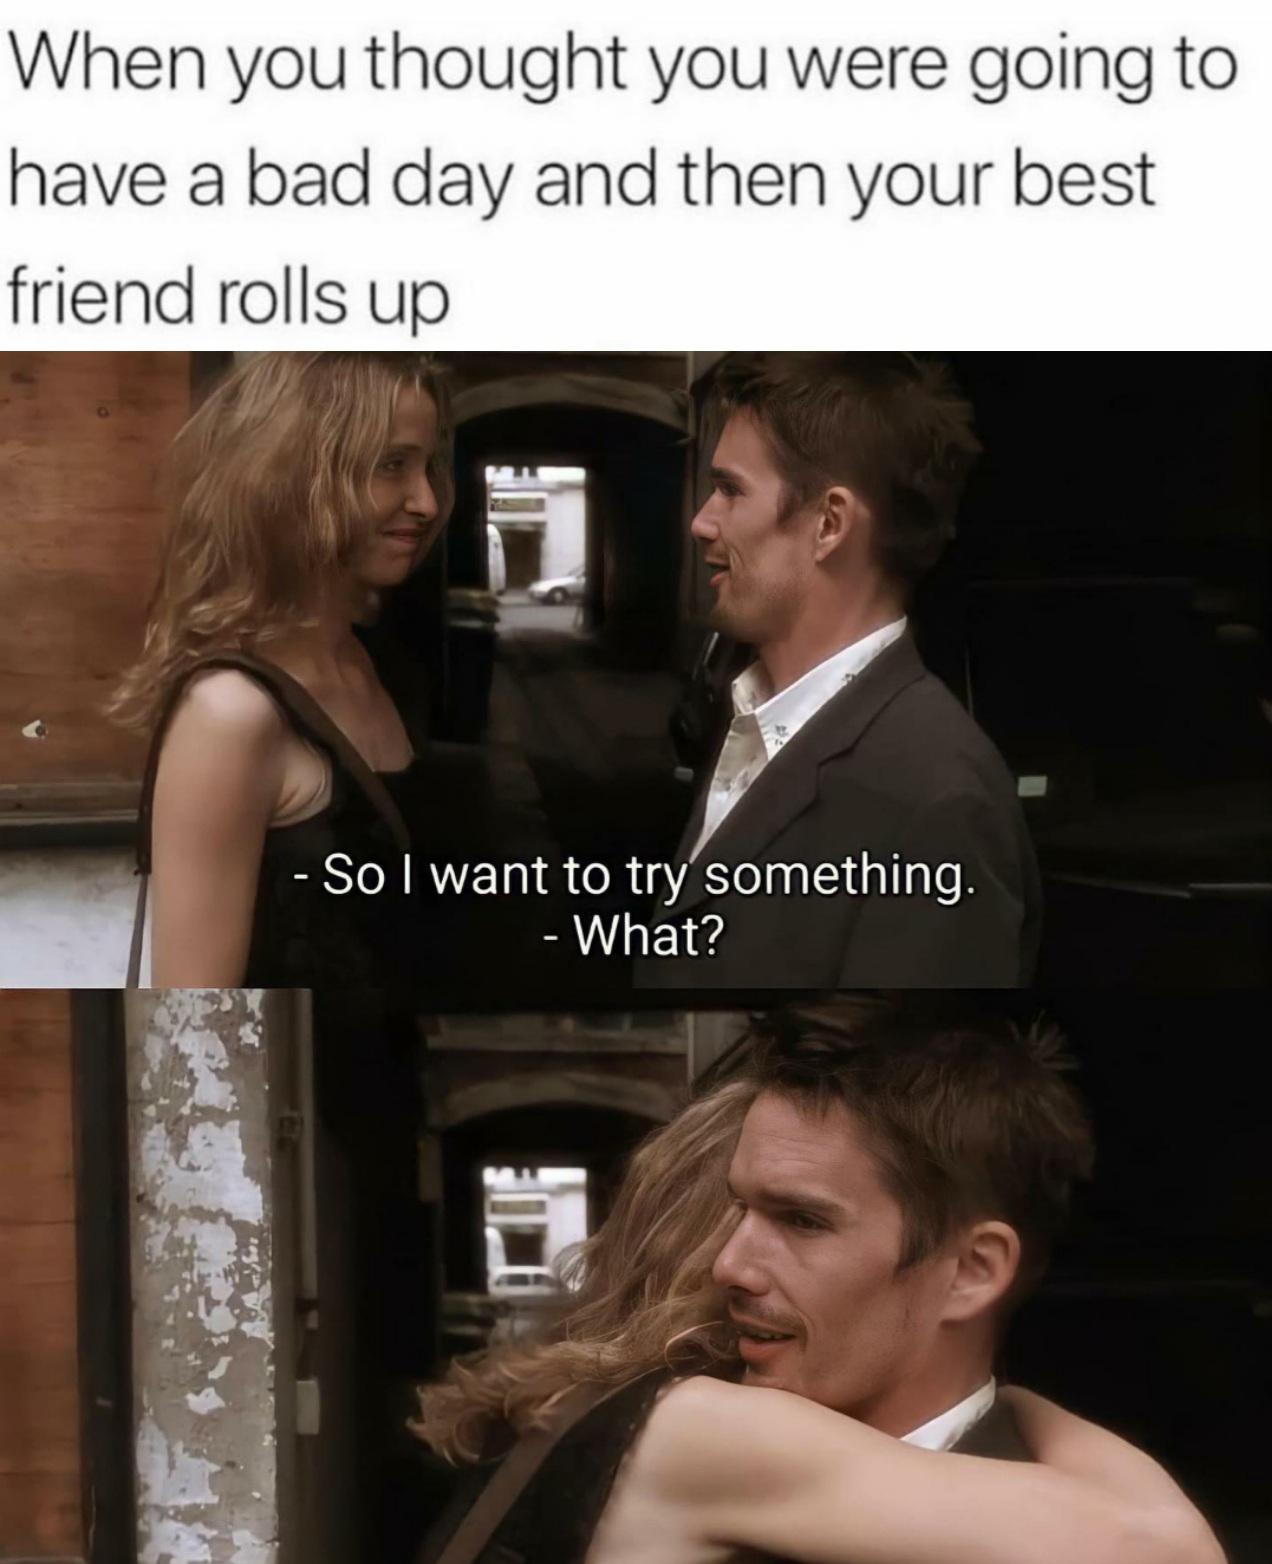 When you thought you were going to
have a bad day and then your best
friend rolls up
- So I want to try something.
- What?